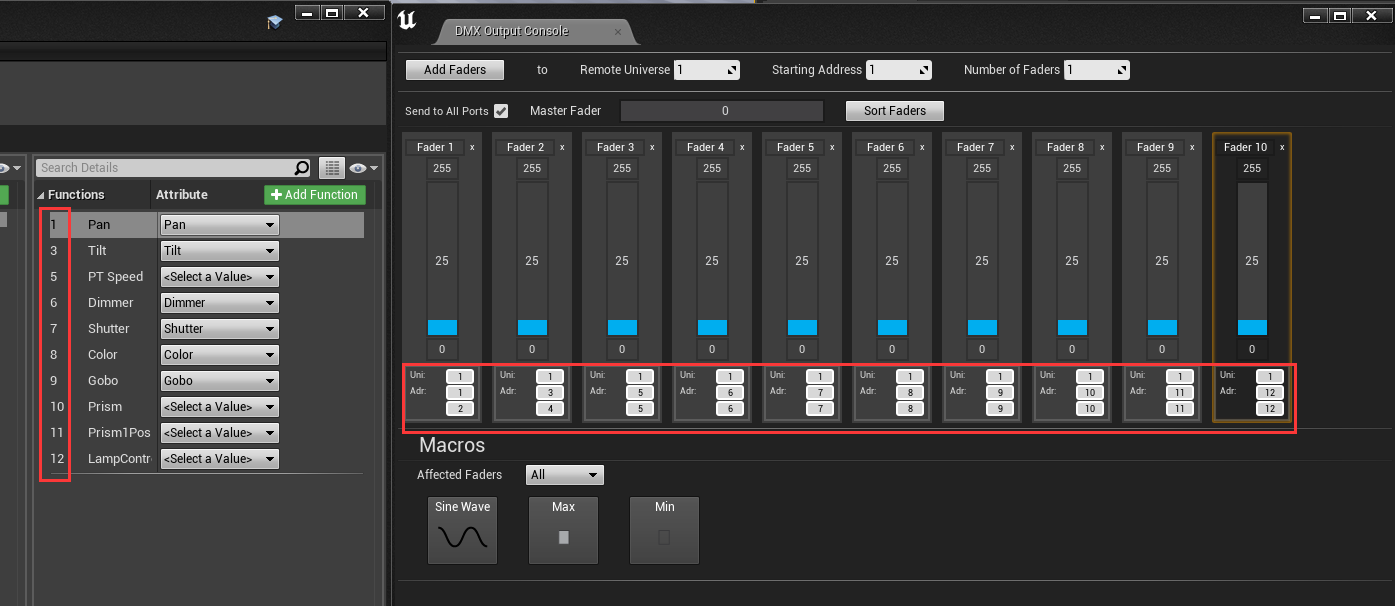 DMX Output Console
Add Faders to Remote Universe 1 Starting Address 1 Number of Faders 1
Send to All Ports Master Fader 0 Sort Faders
Search Details
Functions Attribute Add Function
1 Pan Pan
3 Tilt Tilt
5 PT Speed <Select a Value>
6 Dimmer Dimmer
7 Shutter Shutter
8 Color Color
9 Gobo Gobo
10 Prism <Select a Value>
11 Prism1Pos <Select a Value>
12 LampContr <Select a Value>
Fader 1 x Fader 2 x Fader 3 x Fader 4 x Fader 5 x Fader 6 x Fader 7 x Fader 8 x Fader 9 x Fader 10 x
255 255 255 255 255 255 255 255 255 255
25 25 25 25 25 25 25 25 25 25
0 0 0 0 0 0 0 0 0 0
Uni: 1 Uni: 1 Uni: 1 Uni: 1 Uni: 1 Uni: 1 Uni: 1 Uni: 1 Uni: 1 Uni: 1
Adr: 1 Adr: 3 Adr: 5 Adr: 6 Adr: 7 Adr: 8 Adr: 9 Adr: 10 Adr: 11 Adr: 12
2 4 5 6 7 8 9 10 11 12
Macros
Affected Faders All
Sine Wave Max Min